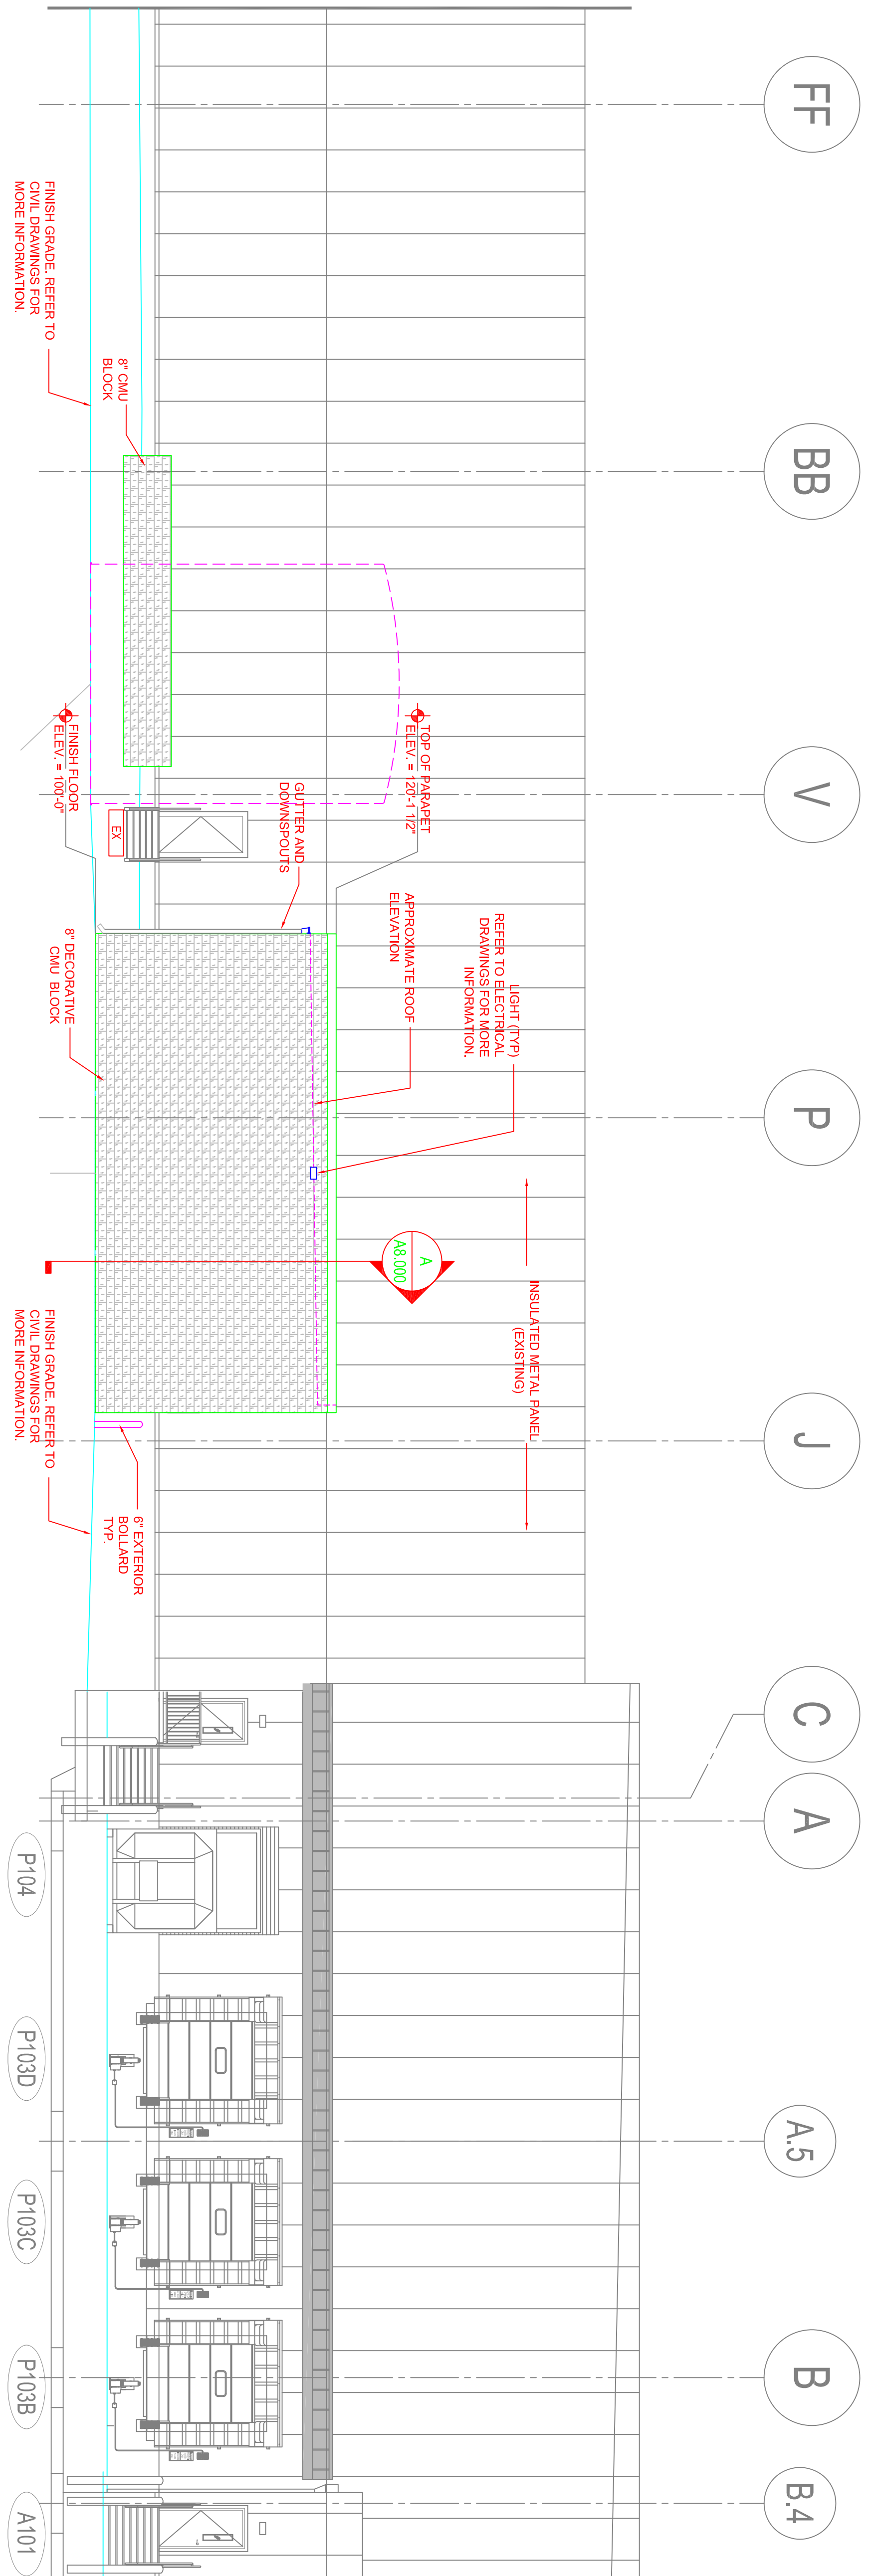 FF
BB
V
P
J
C
A
A.5
B
B.4
FINISH GRADE. REFER TO
CIVIL DRAWINGS FOR
MORE INFORMATION.
8" CMU
BLOCK
FINISH FLOOR
ELEV. = 100'-0"
TOP OF PARAPET
ELEV. = 120'-1 1/2"
EX
GUTTER AND
DOWNSPOUTS
APPROXIMATE ROOF
ELEVATION
LIGHT (TYP)
REFER TO ELECTRICAL
DRAWINGS FOR MORE
INFORMATION.
8" DECORATIVE
CMU BLOCK
A
A8.000
INSULATED METAL PANEL
(EXISTING)
FINISH GRADE. REFER TO
CIVIL DRAWINGS FOR
MORE INFORMATION.
6" EXTERIOR
BOLLARD
TYP.
P104
P103D
P103C
P103B
A101